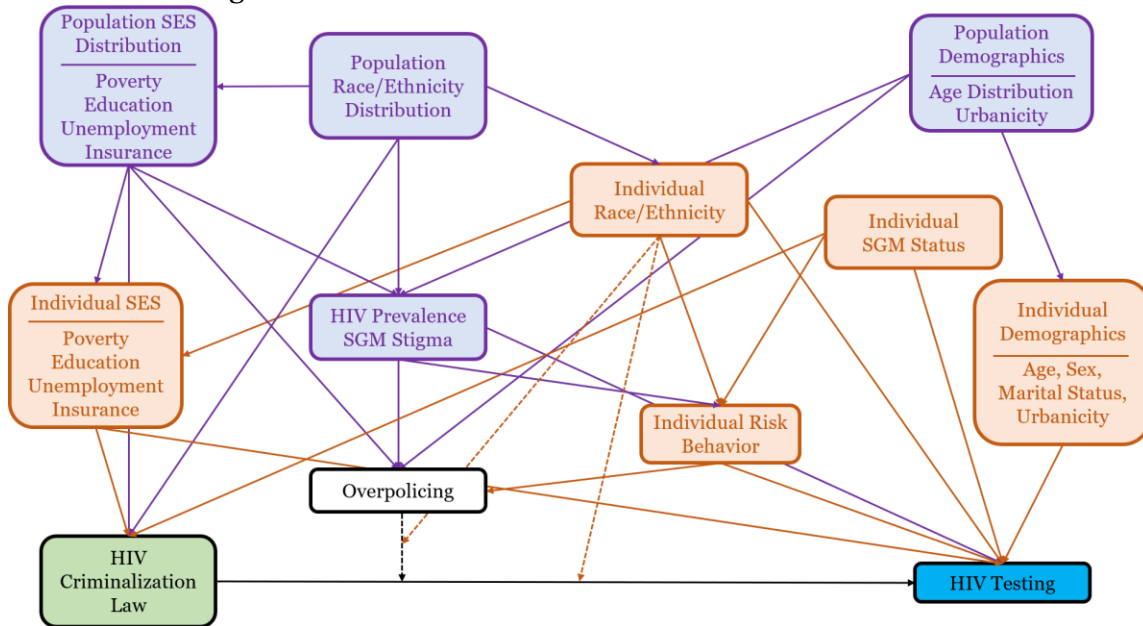 Population SES
Distribution
Poverty
Education
Unemployment
Insurance
Population
Race/Ethnicity
Distribution
Population
Demographics
Age Distribution
Urbanicity
Individual
Race/Ethnicity
Individual
SGM Status
Individual SES
Poverty
Education
Unemployment
Insurance
HIV Prevalence
SGM Stigma
Individual
Demographics
Age, Sex,
Marital Status,
Urbanicity
Individual Risk
Behavior
Overpolicing
HIV
Criminalization
Law
HIV Testing